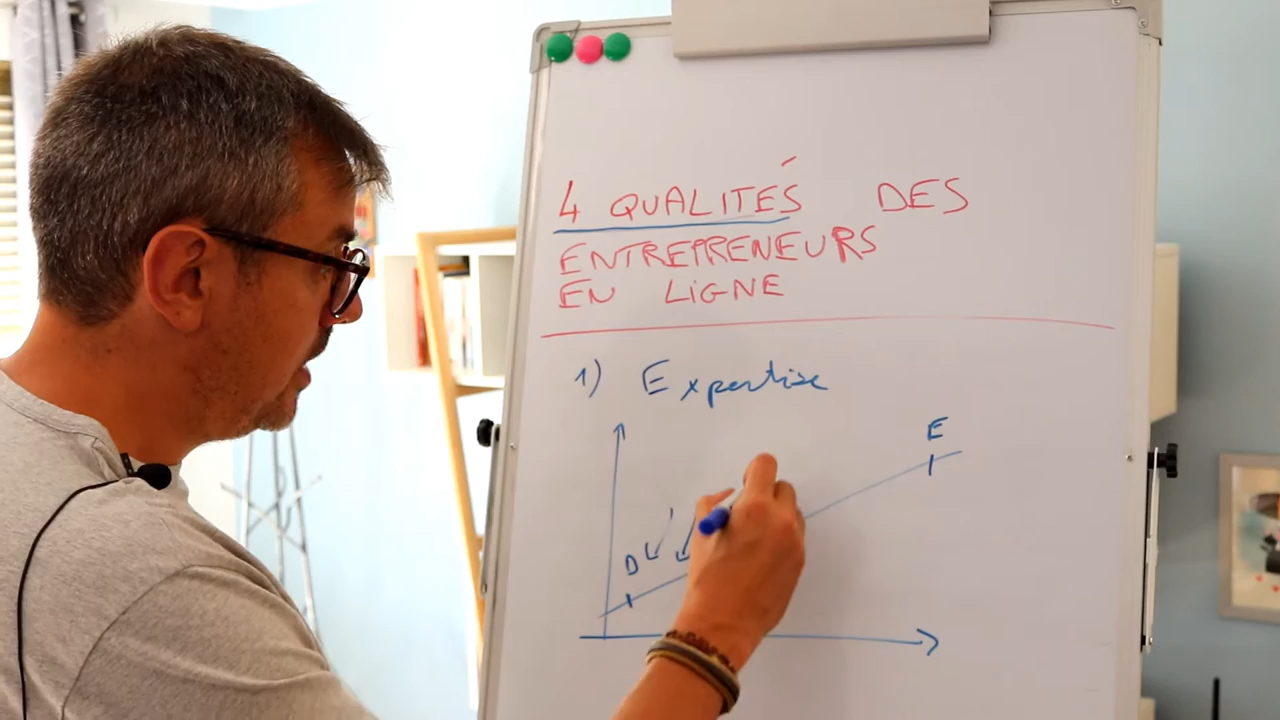 4 QUALITÉS DES
ENTREPRENEURS
EN LIGNE
1) Expertise
E
D